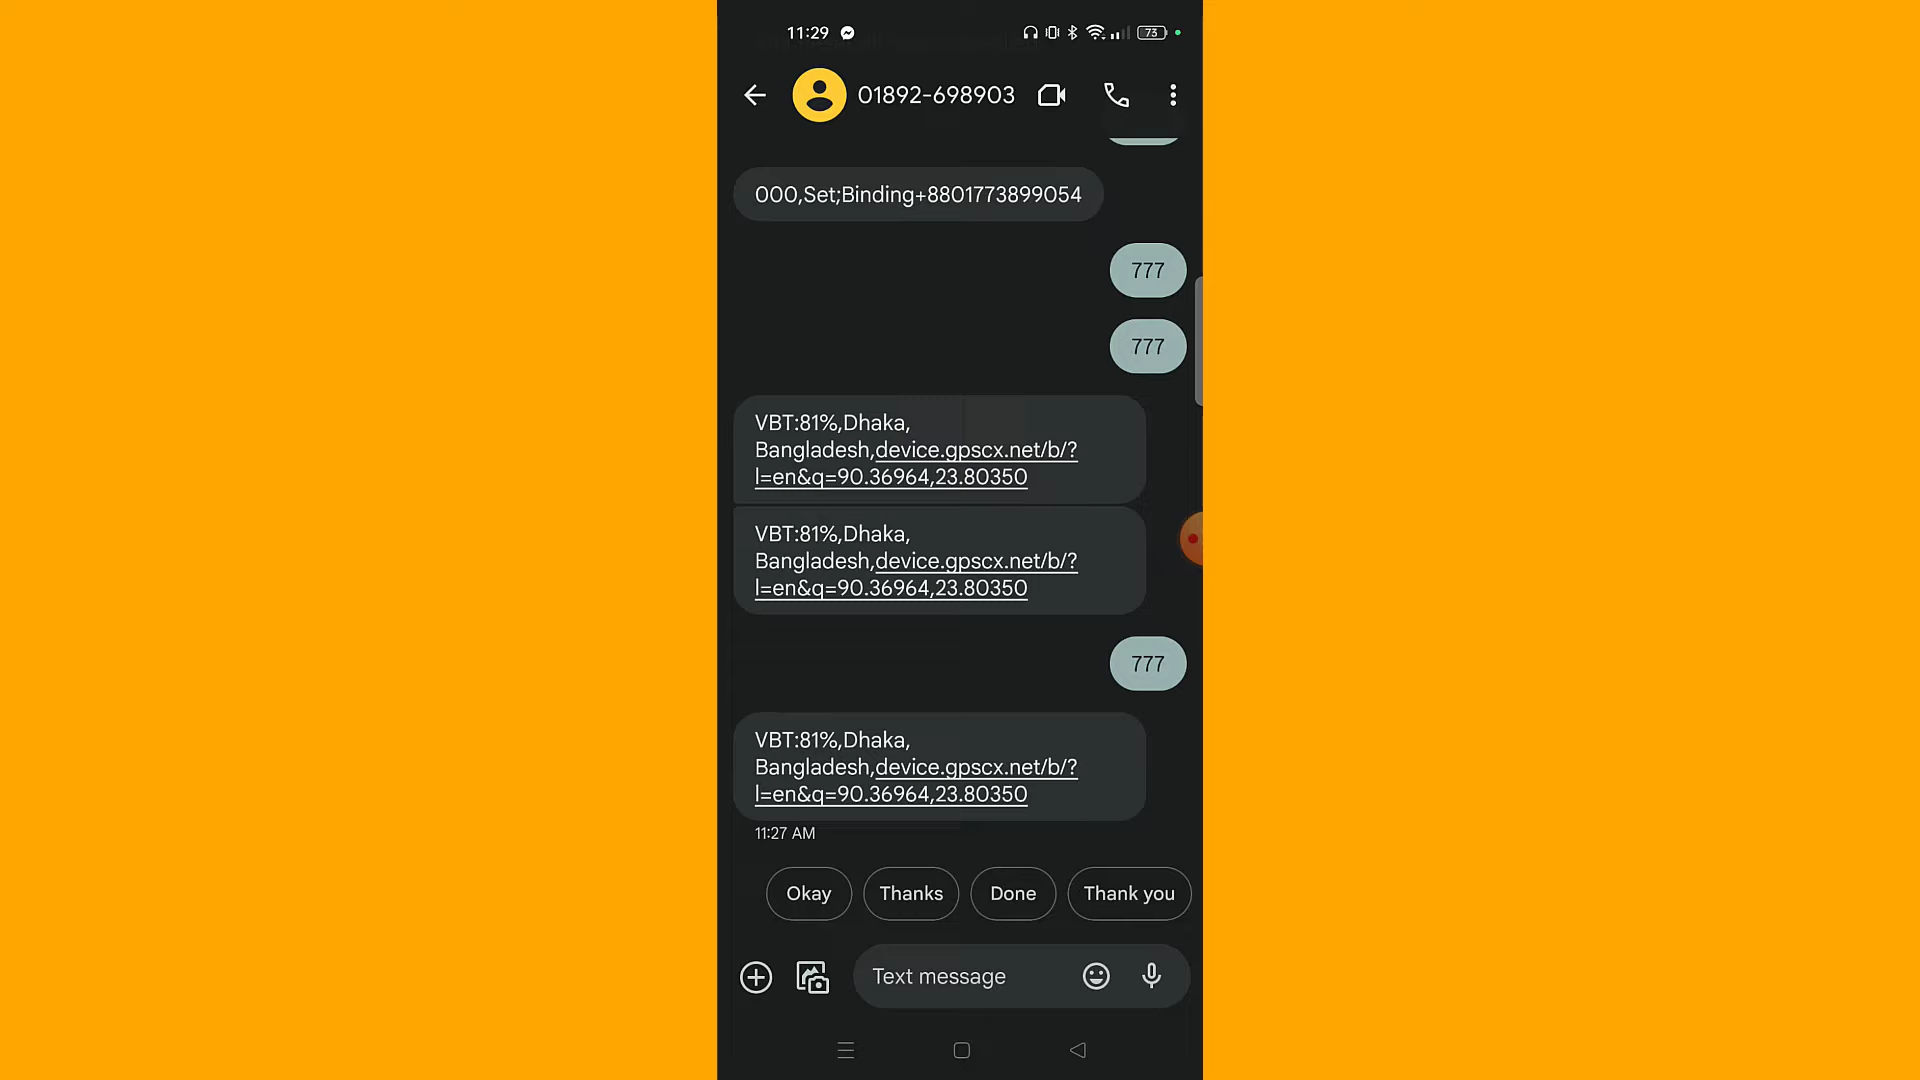 11:29
73
01892-698903
000,Set;Binding+8801773899054
777
777
VBT:81%,Dhaka,
Bangladesh,device.gpscx.net/b/?
l=en&q=90.36964,23.80350
VBT:81%,Dhaka,
Bangladesh,device.gpscx.net/b/?
l=en&q=90.36964,23.80350
777
VBT:81%,Dhaka,
Bangladesh,device.gpscx.net/b/?
l=en&q=90.36964,23.80350
11:27 AM
Okay Thanks Done Thank you
Text message